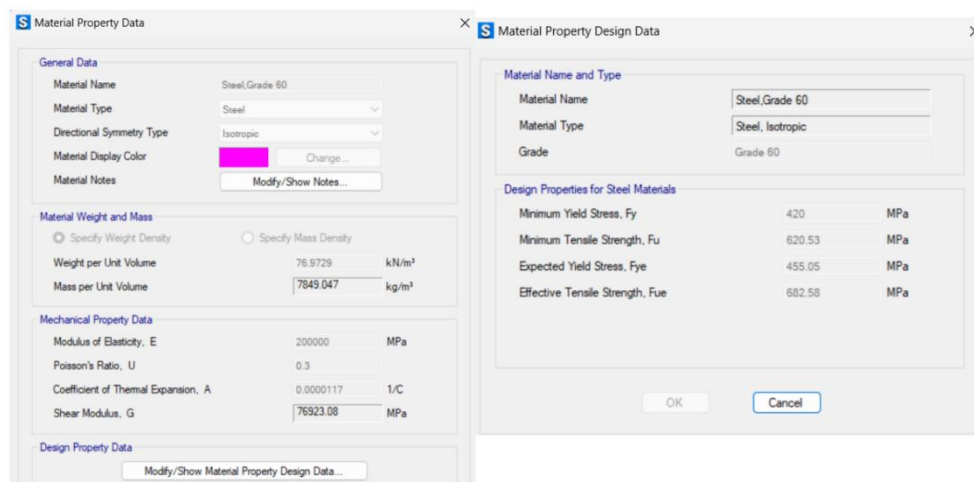 S Material Property Data
General Data
Material Name Steel,Grade 60
Material Type Steel
Directional Symmetry Type Isotropic
Material Display Color Change...
Material Notes Modify/Show Notes...
Material Weight and Mass
Specify Weight Density Specify Mass Density
Weight per Unit Volume 76.9729 kN/m³
Mass per Unit Volume 7849.047 kg/m³
Mechanical Property Data
Modulus of Elasticity, E 200000 MPa
Poisson's Ratio, U 0.3
Coefficient of Thermal Expansion, A 0.0000117 1/C
Shear Modulus, G 76923.08 MPa
Design Property Data
Modify/Show Material Property Design Data...
S Material Property Design Data
Material Name and Type
Material Name Steel,Grade 60
Material Type Steel, Isotropic
Grade Grade 60
Design Properties for Steel Materials
Minimum Yield Stress, Fy 420 MPa
Minimum Tensile Strength, Fu 620.53 MPa
Expected Yield Stress, Fye 455.05 MPa
Effective Tensile Strength, Fue 682.58 MPa
OK Cancel